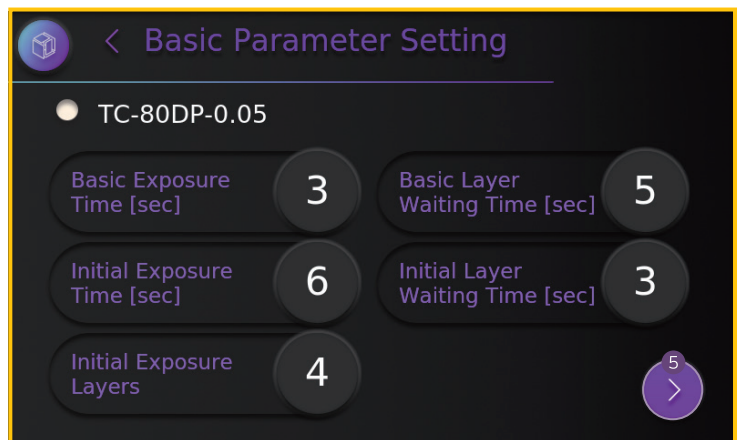 Basic Parameter Setting
TC-80DP-0.05
Basic Exposure
Time [sec]
3
Basic Layer
Waiting Time [sec]
5
Initial Exposure
Time [sec]
6
Initial Layer
Waiting Time [sec]
3
Initial Exposure
Layers
4
5